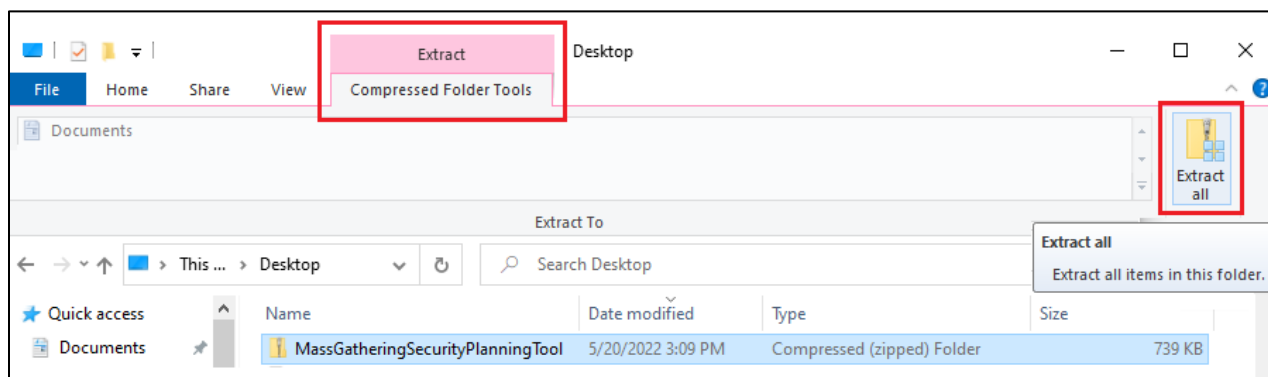 Extract
Desktop
File
Home
Share
View
Compressed Folder Tools
Documents
Extract
all
Extract To
Extract all
Extract all items in this folder.
This ...
Desktop
Search Desktop
Quick access
Name
Date modified
Type
Size
Documents
MassGatheringSecurityPlanningTool
5/20/2022 3:09 PM
Compressed (zipped) Folder
739 KB